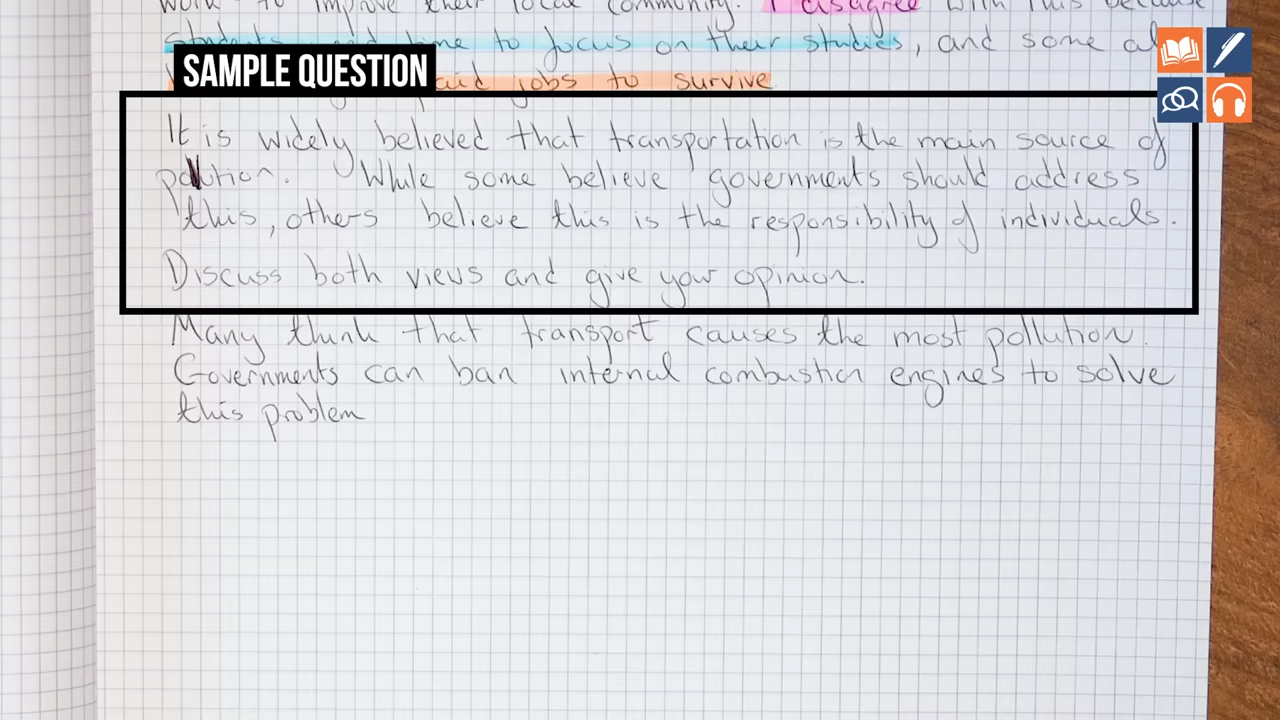 work - to improve their local community. I disagree with this because
students need time to focus on their studies, and some al
SAMPLE QUESTION
paid jobs to survive
It is widely believed that transportation is the main source of
pollution. While some believe governments should address
this, others believe this is the responsibility of individuals.
Discuss both views and give your opinion.
Many think that transport causes the most pollution.
Governments can ban internal combustion engines to solve
this problem